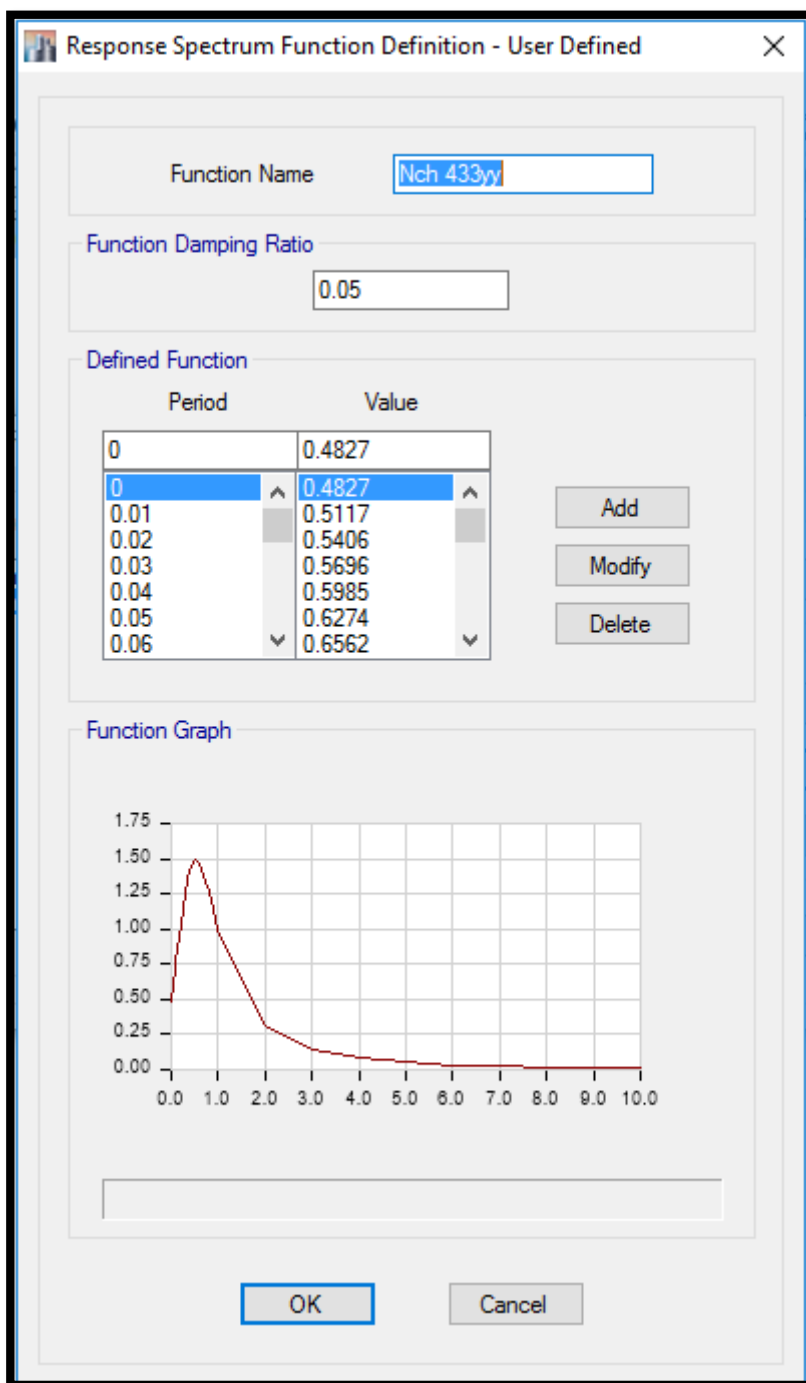 Response Spectrum Function Definition - User Defined
Function Name
Nch 433yy
Function Damping Ratio
0.05
Defined Function
Period Value
0 0.4827
0 0.4827
0.01 0.5117
0.02 0.5406
0.03 0.5696
0.04 0.5985
0.05 0.6274
0.06 0.6562
Add
Modify
Delete
Function Graph
1.75
1.50
1.25
1.00
0.75
0.50
0.25
0.00
0.0 1.0 2.0 3.0 4.0 5.0 6.0 7.0 8.0 9.0 10.0
OK Cancel